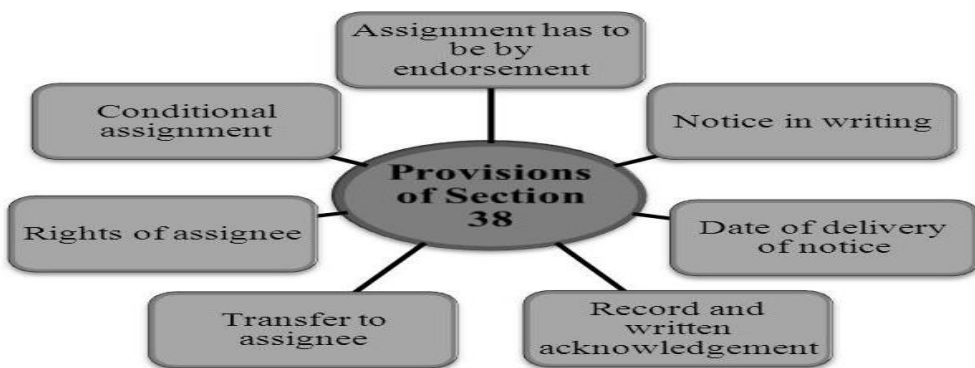 Assignment has to
be by
endorsement
Conditional
assignment
Notice in writing
Provisions
of Section
38
Rights of assignee
Date of delivery
of notice
Transfer to
assignee
Record and
written
acknowledgement